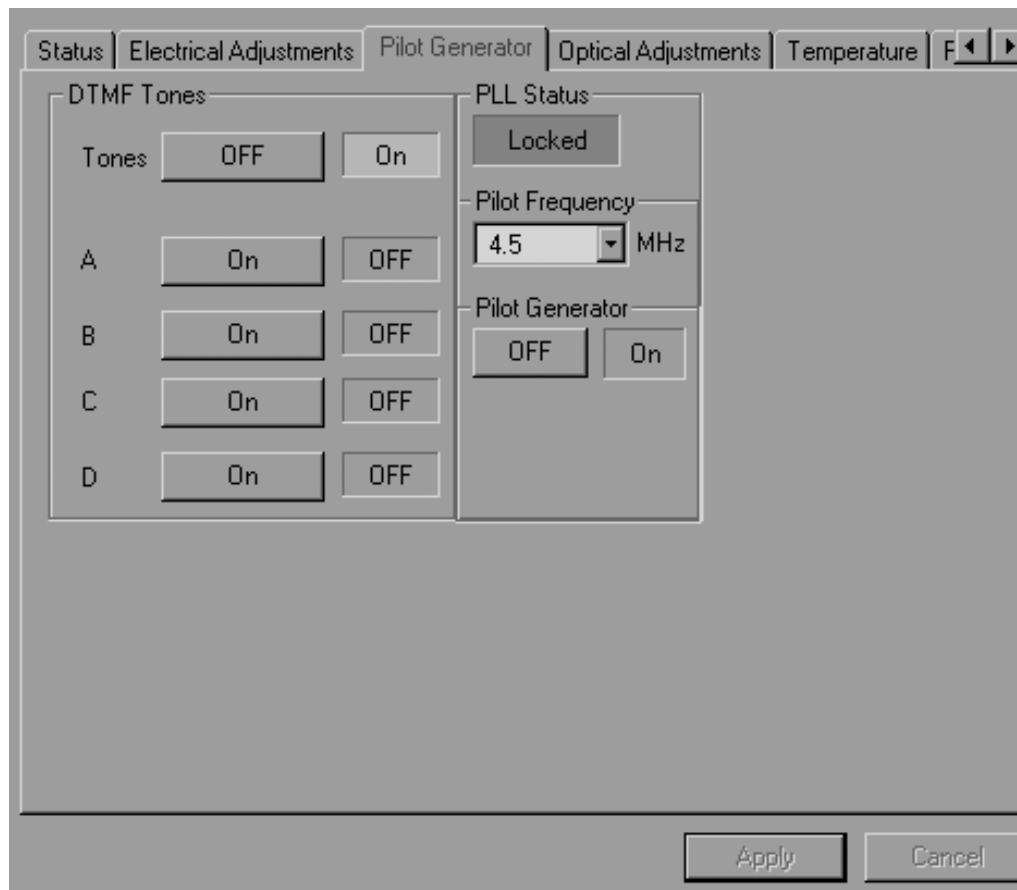 Status Electrical Adjustments Pilot Generator Optical Adjustments Temperature
DTMF Tones
Tones OFF On
A On OFF
B On OFF
C On OFF
D On OFF
PLL Status
Locked
Pilot Frequency
4.5 MHz
Pilot Generator
OFF On
Apply Cancel